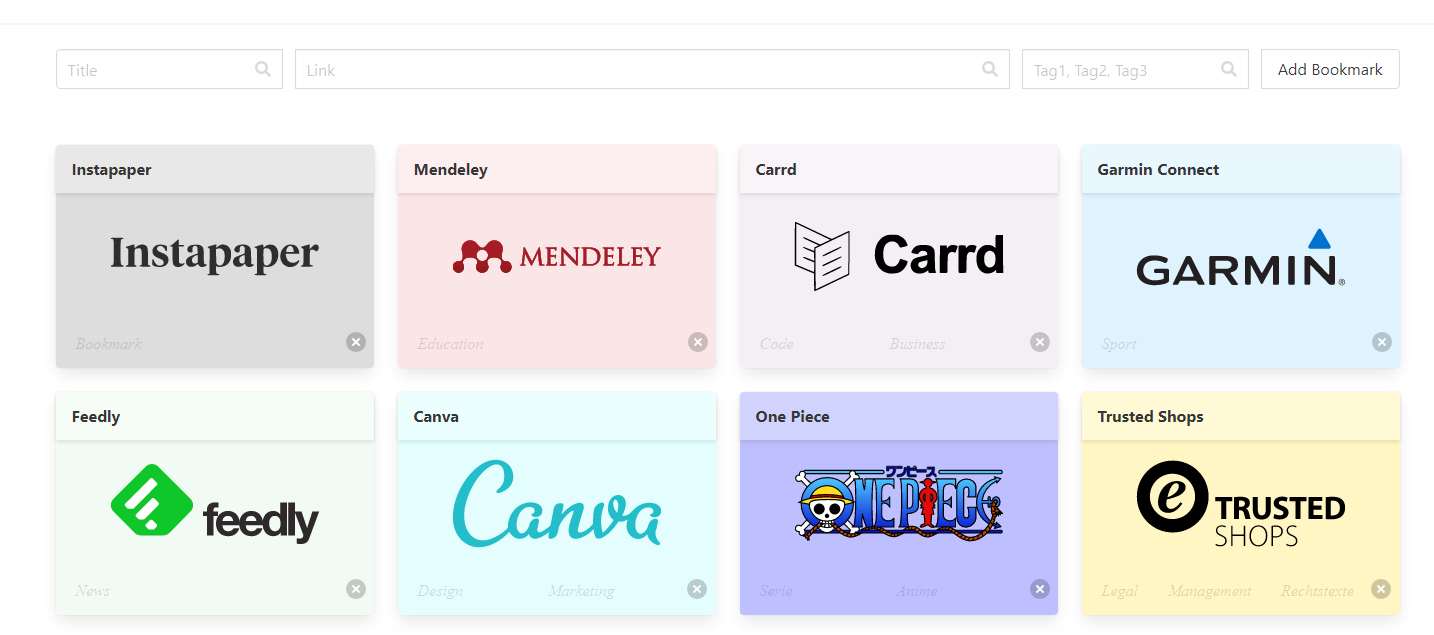 Title
Link
Tag1, Tag2, Tag3
Add Bookmark
Instapaper
Instapaper
Bookmark
Mendeley
MENDELEY
Education
Carrd
Carrd
Code
Business
Garmin Connect
GARMIN®
Sport
Feedly
feedly
News
Canva
Canva
Design
Marketing
One Piece
ワンピース
ONE PIECE
Serie
Anime
Trusted Shops
e
TRUSTED
SHOPS
Legal
Management
Rechtstexte